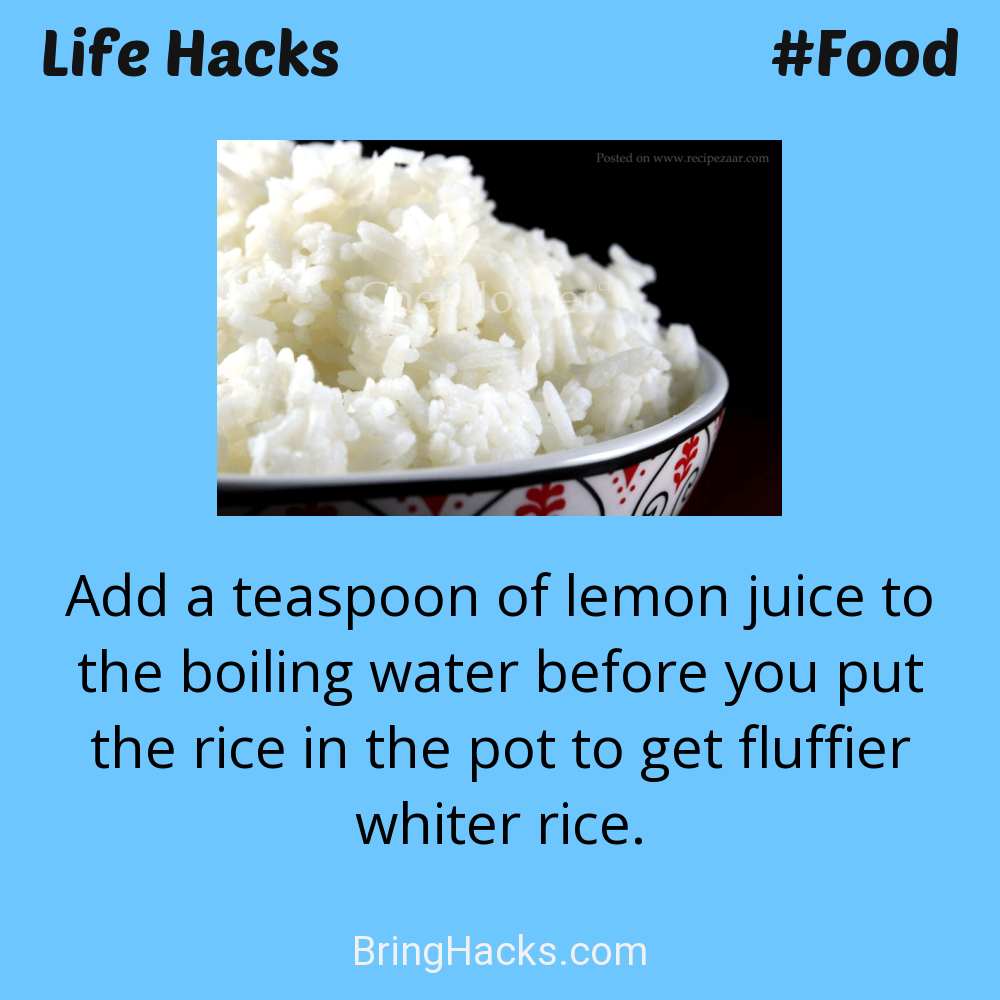 Life Hacks #Food
Posted on www.recipezaar.com
Add a teaspoon of lemon juice to
the boiling water before you put
the rice in the pot to get fluffier
whiter rice.
BringHacks.com